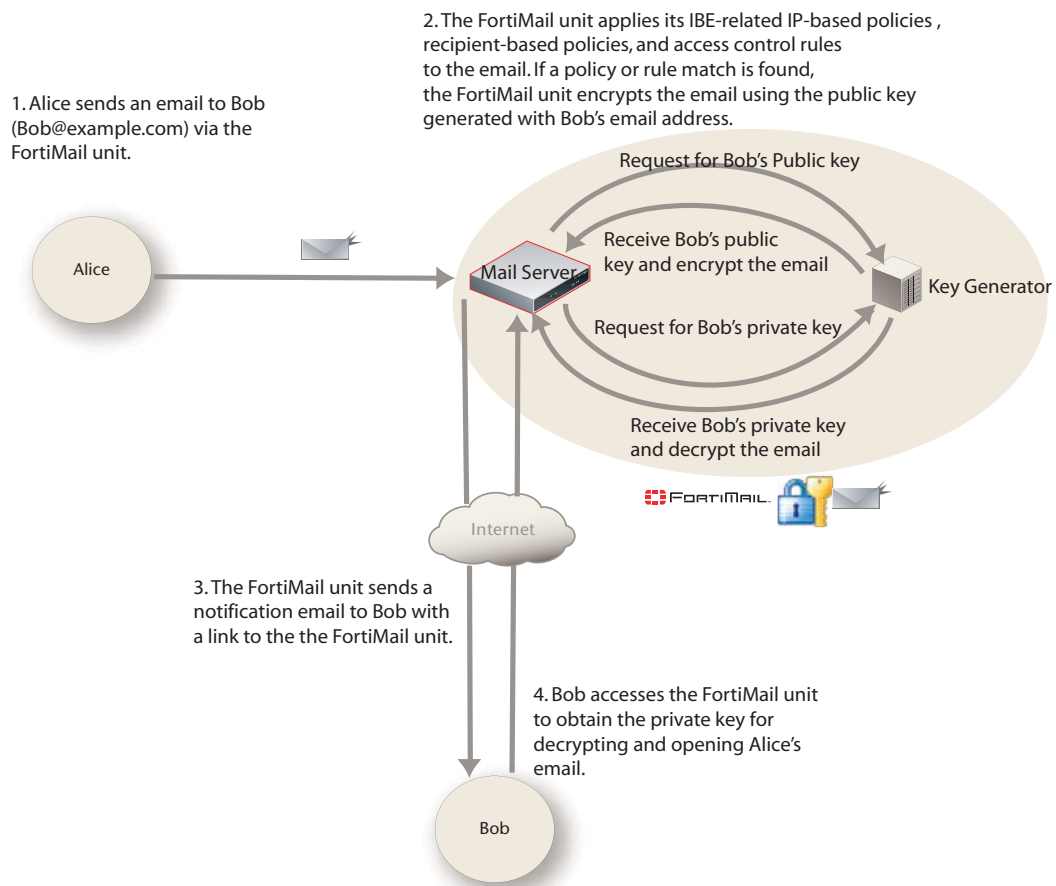 2. The FortiMail unit applies its IBE-related IP-based policies ,
recipient-based policies, and access control rules
to the email. If a policy or rule match is found,
the FortiMail unit encrypts the email using the public key
generated with Bob's email address.
1. Alice sends an email to Bob
(Bob@example.com) via the
FortiMail unit.
Request for Bob's Public key
Alice
Receive Bob's public
key and encrypt the email
Mail Server
Key Generator
Request for Bob's private key
Receive Bob's private key
and decrypt the email
FORTIMAIL
Internet
3. The FortiMail unit sends a
notification email to Bob with
a link to the the FortiMail unit.
4. Bob accesses the FortiMail unit
to obtain the private key for
decrypting and opening Alice's
email.
Bob